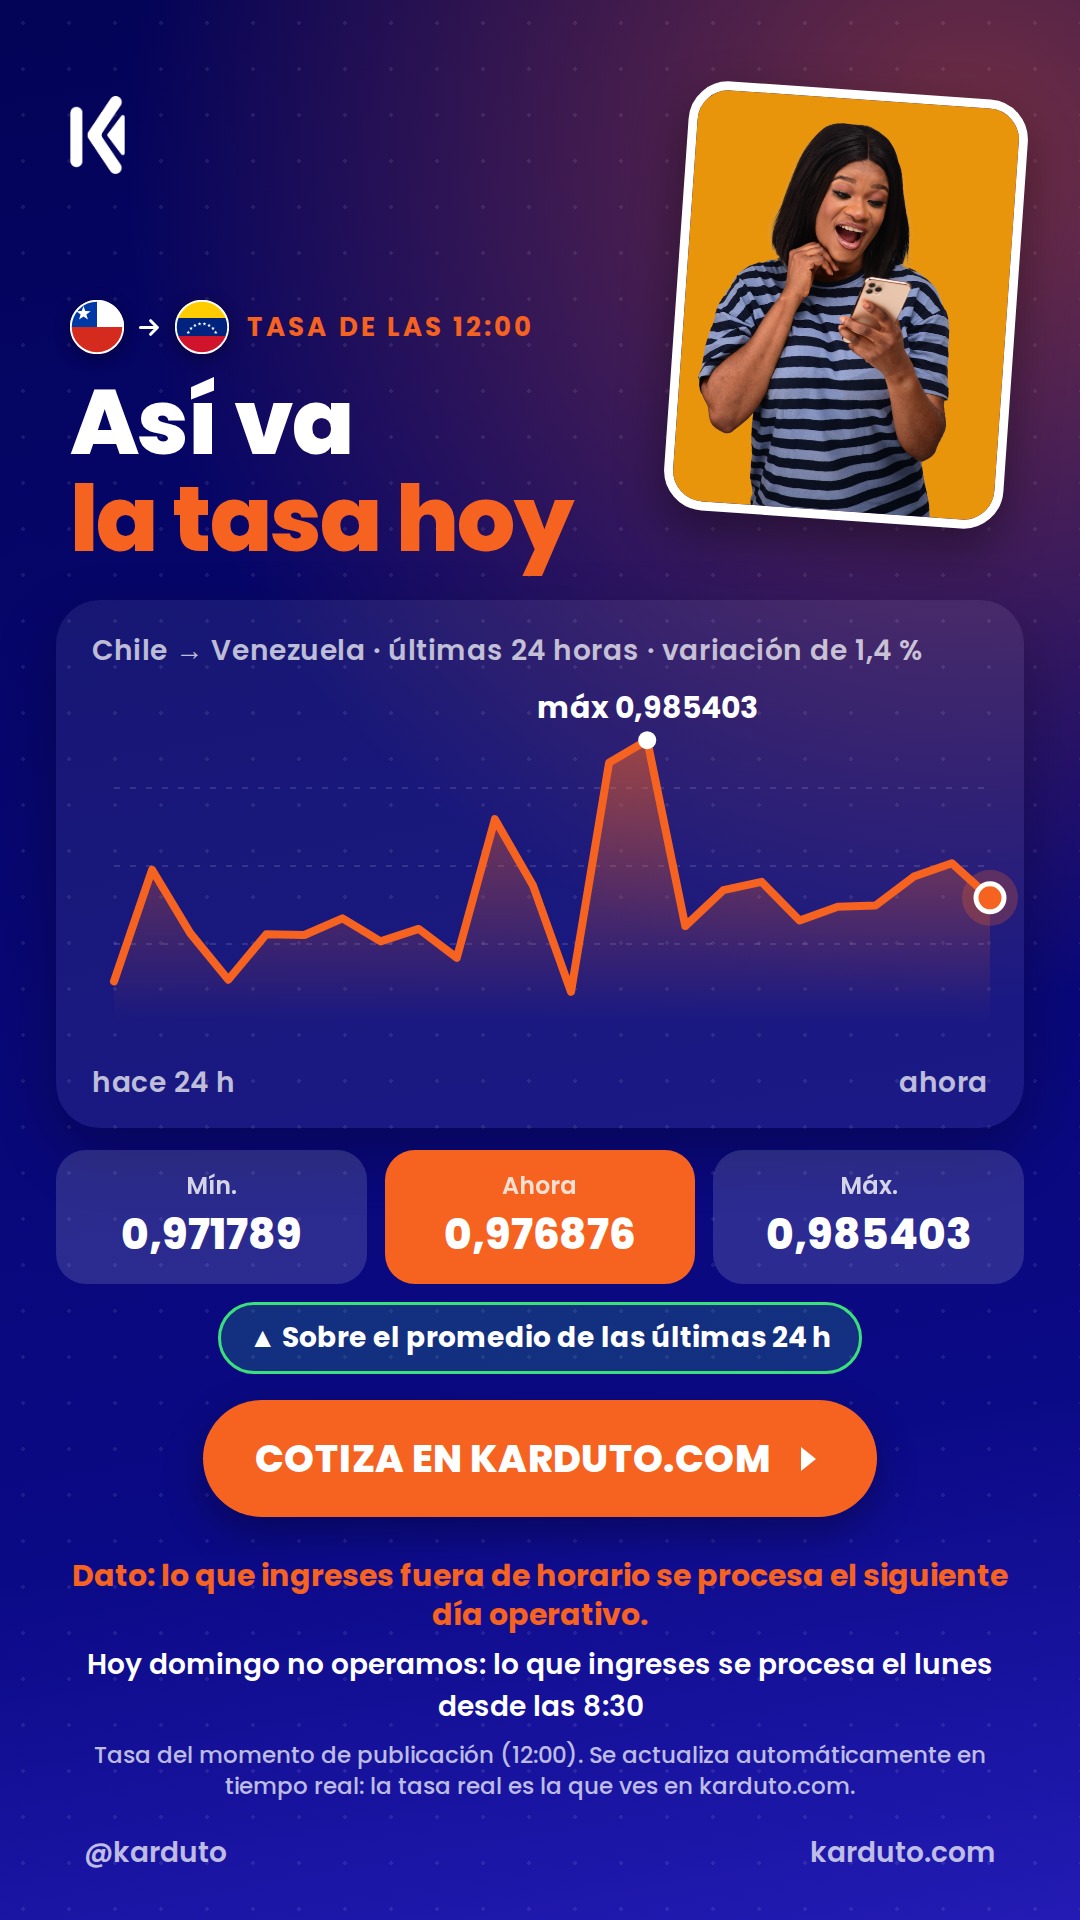 TASA DE LAS 12:00
Así va
la tasa hoy
Chile → Venezuela · últimas 24 horas · variación de 1,4 %
máx 0,985403
hace 24 h
ahora
Mín.
0,971789
Ahora
0,976876
Máx.
0,985403
▲ Sobre el promedio de las últimas 24 h
COTIZA EN KARDUTO.COM
Dato: lo que ingreses fuera de horario se procesa el siguiente
día operativo.
Hoy domingo no operamos: lo que ingreses se procesa el lunes
desde las 8:30
Tasa del momento de publicación (12:00). Se actualiza automáticamente en
tiempo real: la tasa real es la que ves en karduto.com.
@karduto
karduto.com